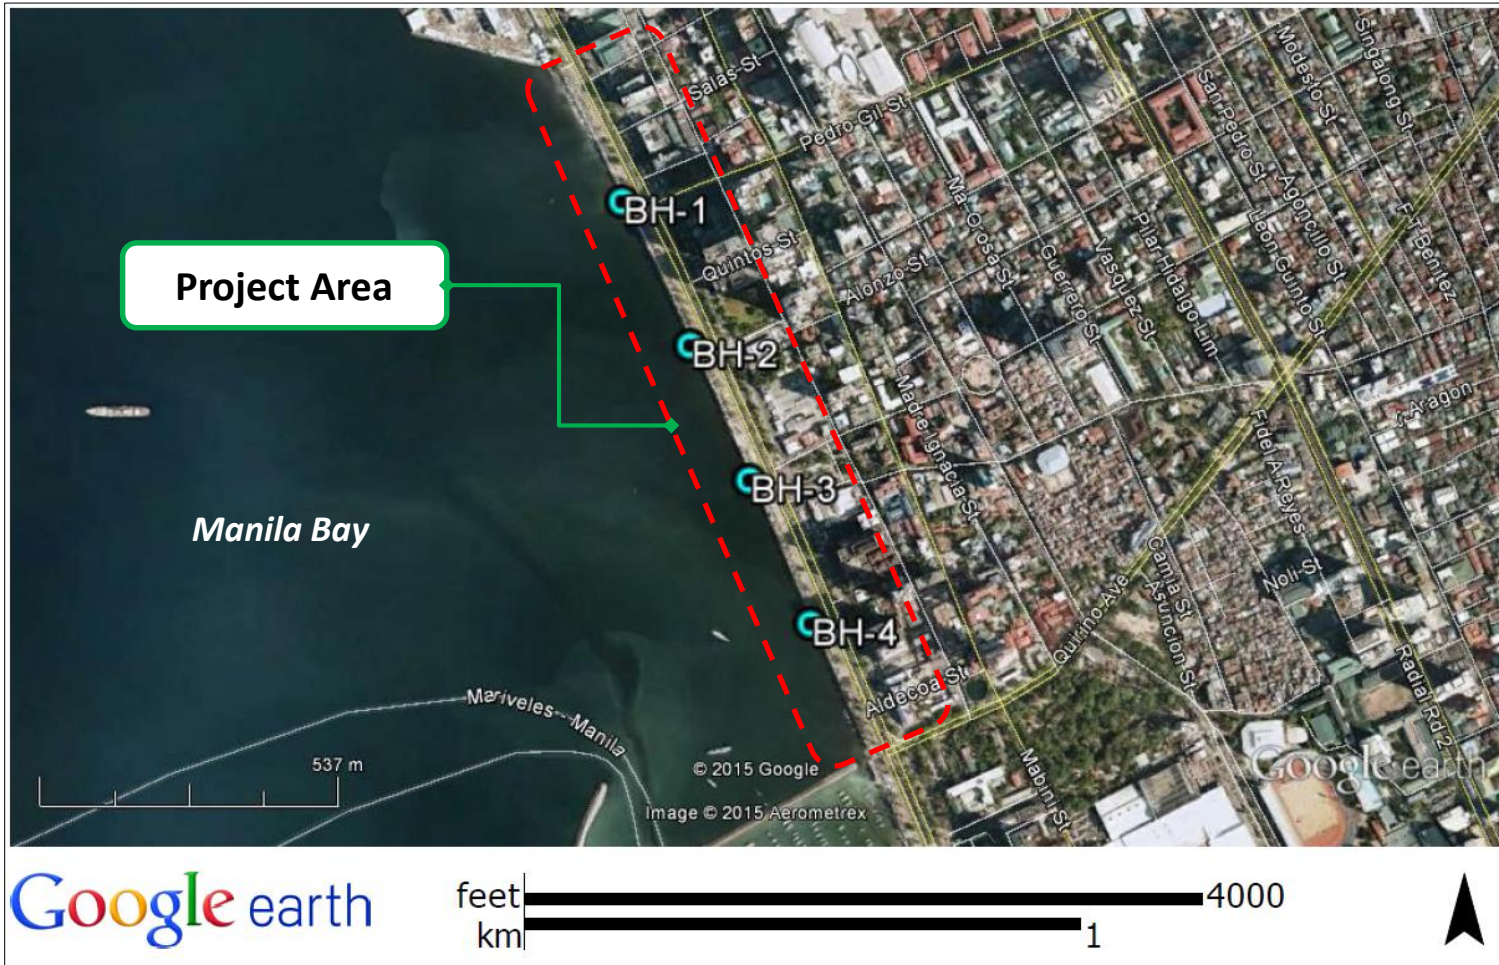 Salas St
Pedro Gil St
San Pedro St
Modesto St
Singalong St
BH-1
Ma. Orosa St
Agoncillo St
F.T. Benitez
Quintos St
Alonzo St
Guerrero St
Vasquez St
Pilar Hidalgo Lim
Leon Guinto St
Project Area
BH-2
Madre Ignacia St
Fidel A Reyes
Aragon
BH-3
Manila Bay
Camia St
Asuncion St
Noli St
BH-4
Quirino Ave
Aldecoa St
Radial Rd 2
Mariveles - Manila
Mabini St
537 m
© 2015 Google
Image © 2015 Aerometrex
Google earth
Google earth
feet 4000
km 1